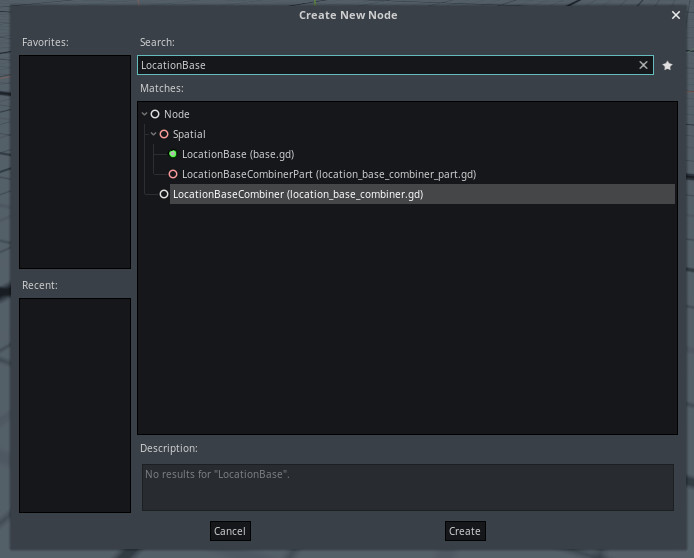 Create New Node
Favorites:
Search:
LocationBase
Matches:
Node
Spatial
LocationBase (base.gd)
LocationBaseCombinerPart (location_base_combiner_part.gd)
LocationBaseCombiner (location_base_combiner.gd)
Recent:
Description:
No results for "LocationBase".
Cancel
Create